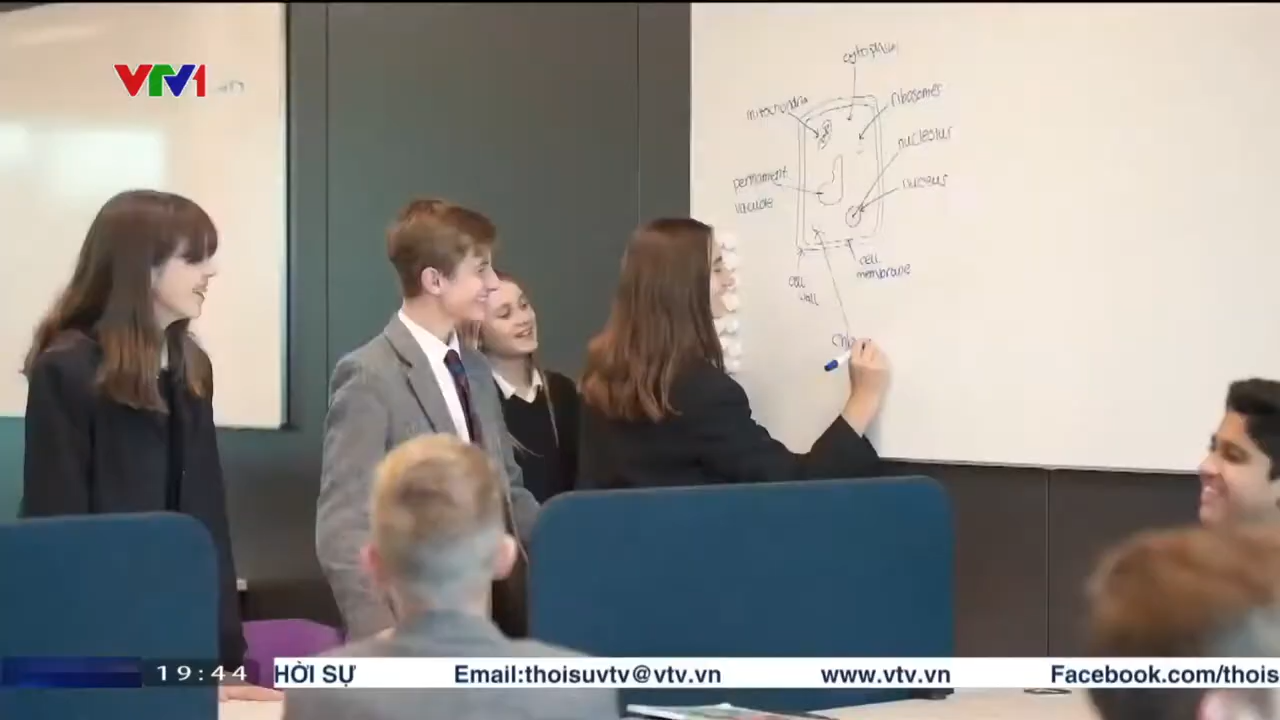 VTV1
cytoplasm
mitochondria
ribosomes
nucleolus
permanent
vacuole
nucleus
cell
membrane
cell
wall
19:44
HỜI SỰ Email:thoisuvtv@vtv.vn www.vtv.vn Facebook.com/thois